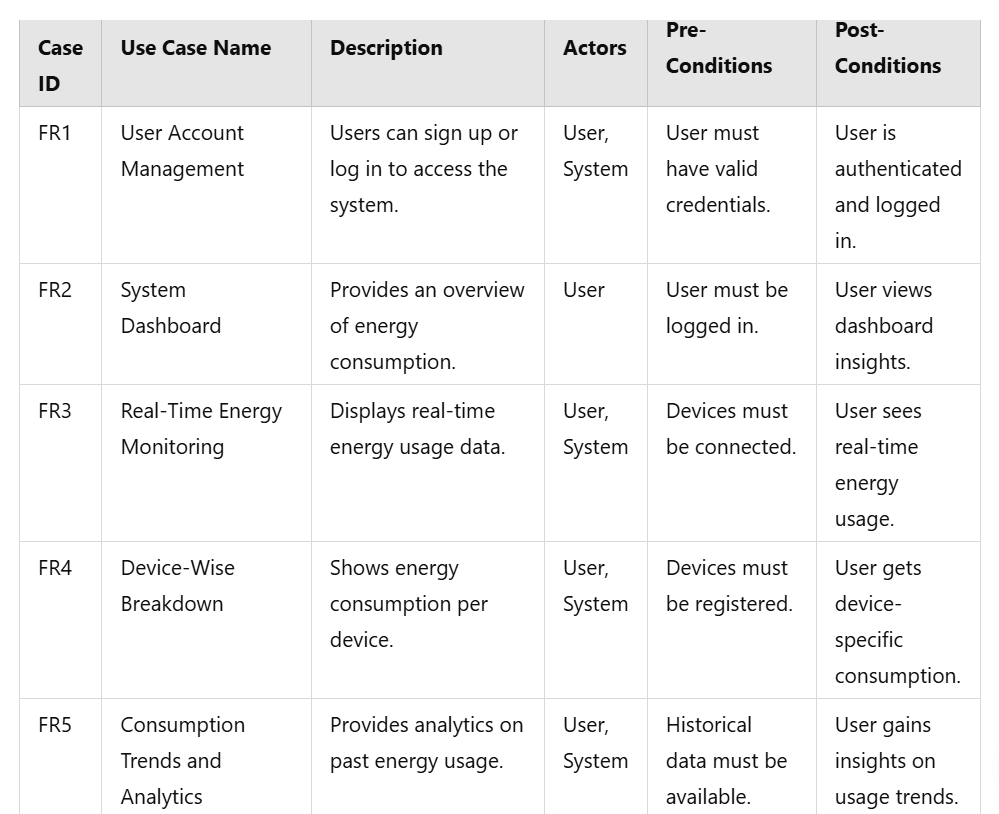 Case ID
Use Case Name
Description
Actors
Pre-
Conditions
Post-
Conditions
FR1
User Account
Management
Users can sign up or
log in to access the
system.
User,
System
User must
have valid
credentials.
User is
authenticated
and logged
in.
FR2
System
Dashboard
Provides an overview
of energy
consumption.
User
User must be
logged in.
User views
dashboard
insights.
FR3
Real-Time Energy
Monitoring
Displays real-time
energy usage data.
User,
System
Devices must
be connected.
User sees
real-time
energy
usage.
FR4
Device-Wise
Breakdown
Shows energy
consumption per
device.
User,
System
Devices must
be registered.
User gets
device-
specific
consumption.
FR5
Consumption
Trends and
Analytics
Provides analytics on
past energy usage.
User,
System
Historical
data must be
available.
User gains
insights on
usage trends.